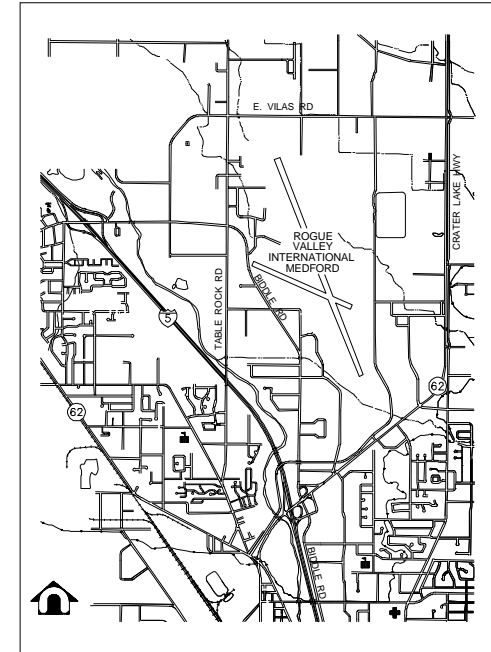 E. VILAS RD
CRATER LAKE HWY
ROGUE
VALLEY
INTERNATIONAL
MEDFORD
BIDDLE RD
TABLE ROCK RD
5
62
62
BIDDLE RD